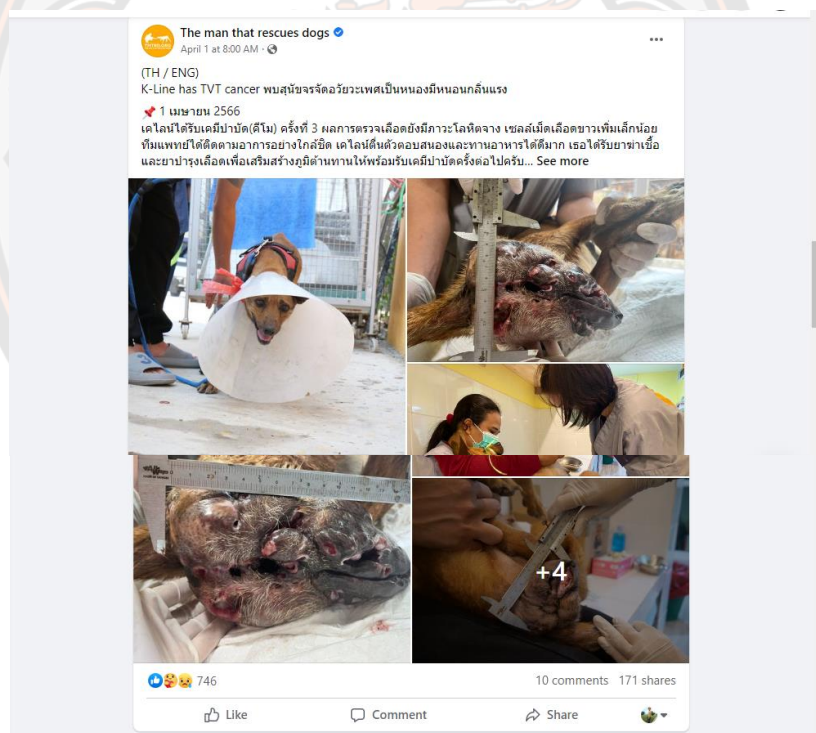 The man that rescues dogs
April 1 at 8:00 AM ·
(TH / ENG)
K-Line has TVT cancer พบสุนัขจรจัดอวัยวะเพศเป็นหนองมีหนอนกลิ่นแรง
📌 1 เมษายน 2566
เคไลน์ได้รับเคมีบำบัด(คีโม) ครั้งที่ 3 ผลการตรวจเลือดยังมีภาวะโลหิตจาง เซลล์เม็ดเลือดขาวเพิ่มเล็กน้อย
ทีมแพทย์ได้ติดตามอาการอย่างใกล้ชิด เคไลน์ตื่นตัวตอบสนองและทานอาหารได้ดีมาก เธอได้รับยาฆ่าเชื้อ
และยาบำรุงเลือดเพื่อเสริมสร้างภูมิต้านทานให้พร้อมรับเคมีบำบัดครั้งต่อไปครับ... See more
+4
746
10 comments 171 shares
Like
Comment
Share